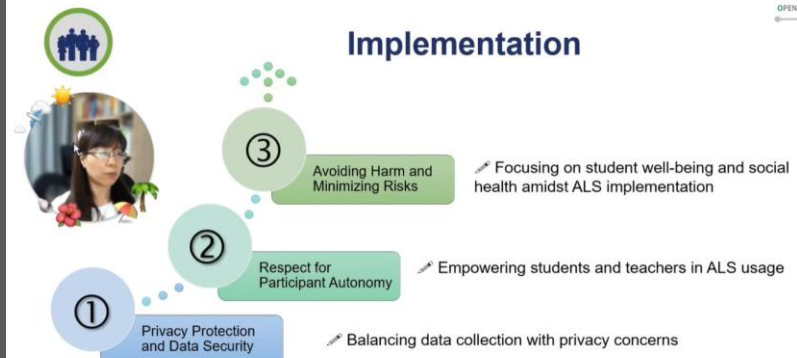 OPEN
Implementation
③
Avoiding Harm and
Minimizing Risks
Focusing on student well-being and social
health amidst ALS implementation
②
Respect for
Participant Autonomy
Empowering students and teachers in ALS usage
①
Privacy Protection
and Data Security
Balancing data collection with privacy concerns